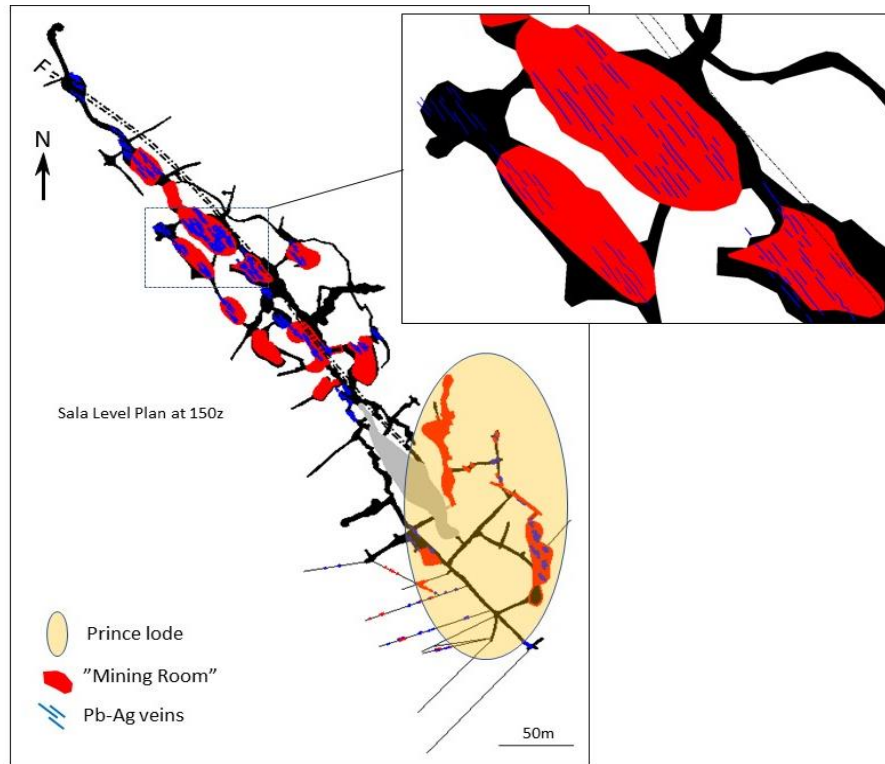 F
N
Sala Level Plan at 150z
Prince lode
”Mining Room”
Pb-Ag veins
50m